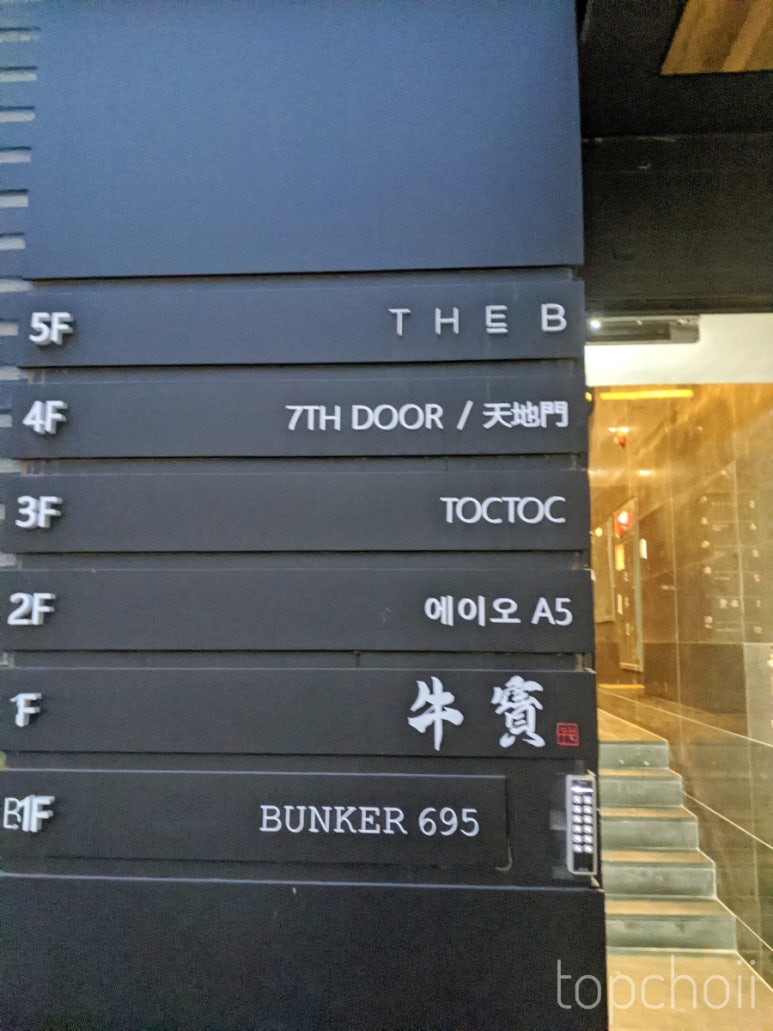 5F THE B
4F 7TH DOOR / 天地門
3F TOCTOC
2F 에이오 A5
1F 牛賓
B1F BUNKER 695
topchoii